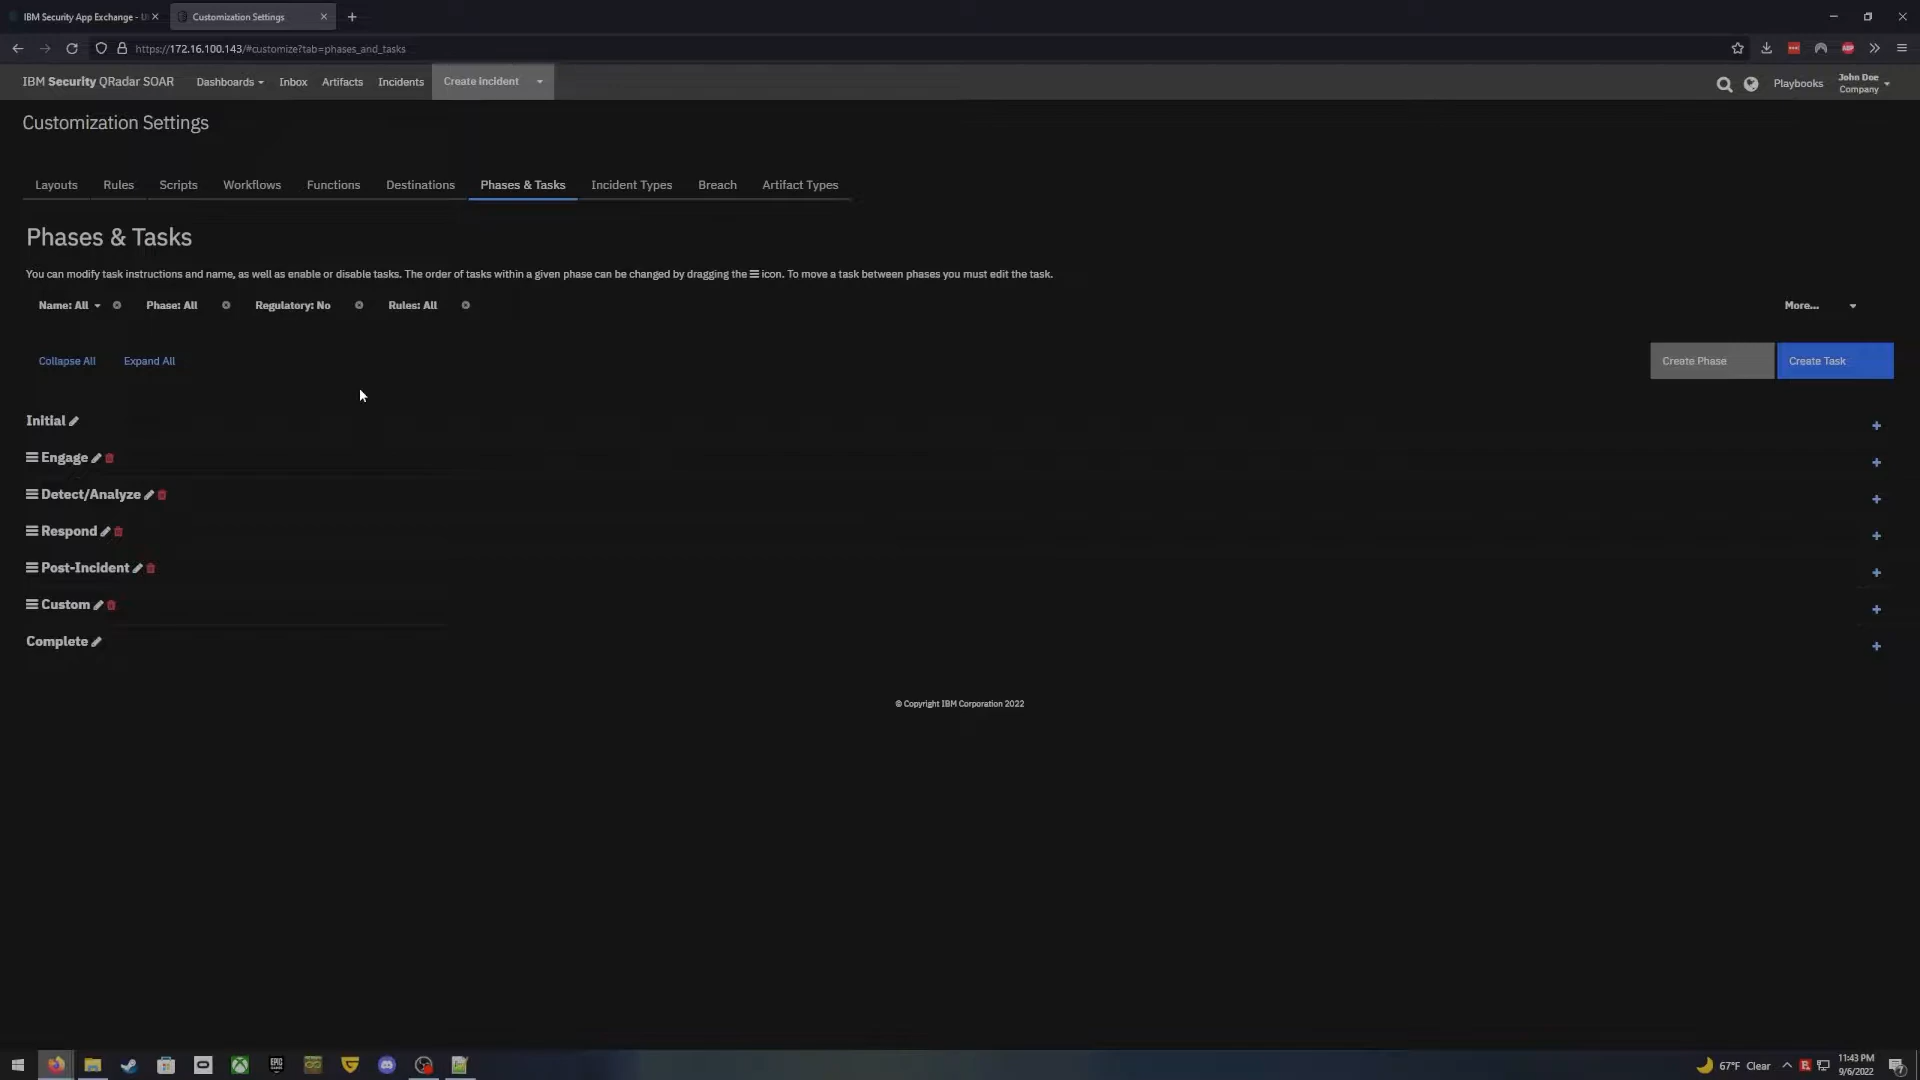 IBM Security App Exchange - U
Customization Settings
https://172.16.100.143/#customize?tab=phases_and_tasks
IBM Security QRadar SOAR
Dashboards
Inbox
Artifacts
Incidents
Create Incident
Playbooks
John Doe
Company
Customization Settings
Layouts
Rules
Scripts
Workflows
Functions
Destinations
Phases & Tasks
Incident Types
Breach
Artifact Types
Phases & Tasks
You can modify task instructions and name, as well as enable or disable tasks. The order of tasks within a given phase can be changed by dragging the icon. To move a task between phases you must edit the task.
Name: All
Phase: All
Regulatory: No
Rules: All
More...
Collapse All
Expand All
Create Phase
Create Task
Initial
Engage
Detect/Analyze
Respond
Post-Incident
Custom
Complete
© Copyright IBM Corporation 2022
67°F Clear
11:43 PM
9/6/2022